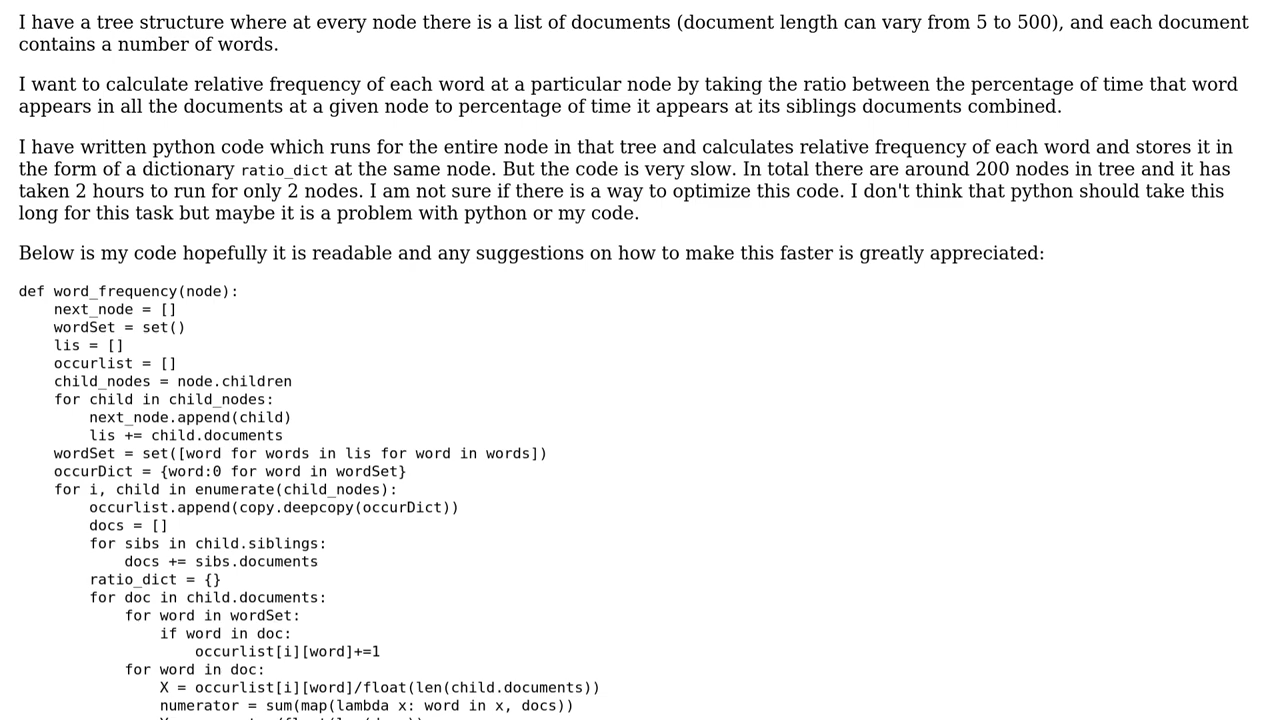 I have a tree structure where at every node there is a list of documents (document length can vary from 5 to 500), and each document
contains a number of words.
I want to calculate relative frequency of each word at a particular node by taking the ratio between the percentage of time that word
appears in all the documents at a given node to percentage of time it appears at its siblings documents combined.
I have written python code which runs for the entire node in that tree and calculates relative frequency of each word and stores it in
the form of a dictionary ratio_dict at the same node. But the code is very slow. In total there are around 200 nodes in tree and it has
taken 2 hours to run for only 2 nodes. I am not sure if there is a way to optimize this code. I don't think that python should take this
long for this task but maybe it is a problem with python or my code.
Below is my code hopefully it is readable and any suggestions on how to make this faster is greatly appreciated:
def word_frequency(node):
    next_node = []
    wordSet = set()
    lis = []
    occurlist = []
    child_nodes = node.children
    for child in child_nodes:
        next_node.append(child)
        lis += child.documents
    wordSet = set([word for words in lis for word in words])
    occurDict = {word:0 for word in wordSet}
    for i, child in enumerate(child_nodes):
        occurlist.append(copy.deepcopy(occurDict))
        docs = []
        for sibs in child.siblings:
            docs += sibs.documents
        ratio_dict = {}
        for doc in child.documents:
            for word in wordSet:
                if word in doc:
                    occurlist[i][word]+=1
            for word in doc:
                X = occurlist[i][word]/float(len(child.documents))
                numerator = sum(map(lambda x: word in x, docs))